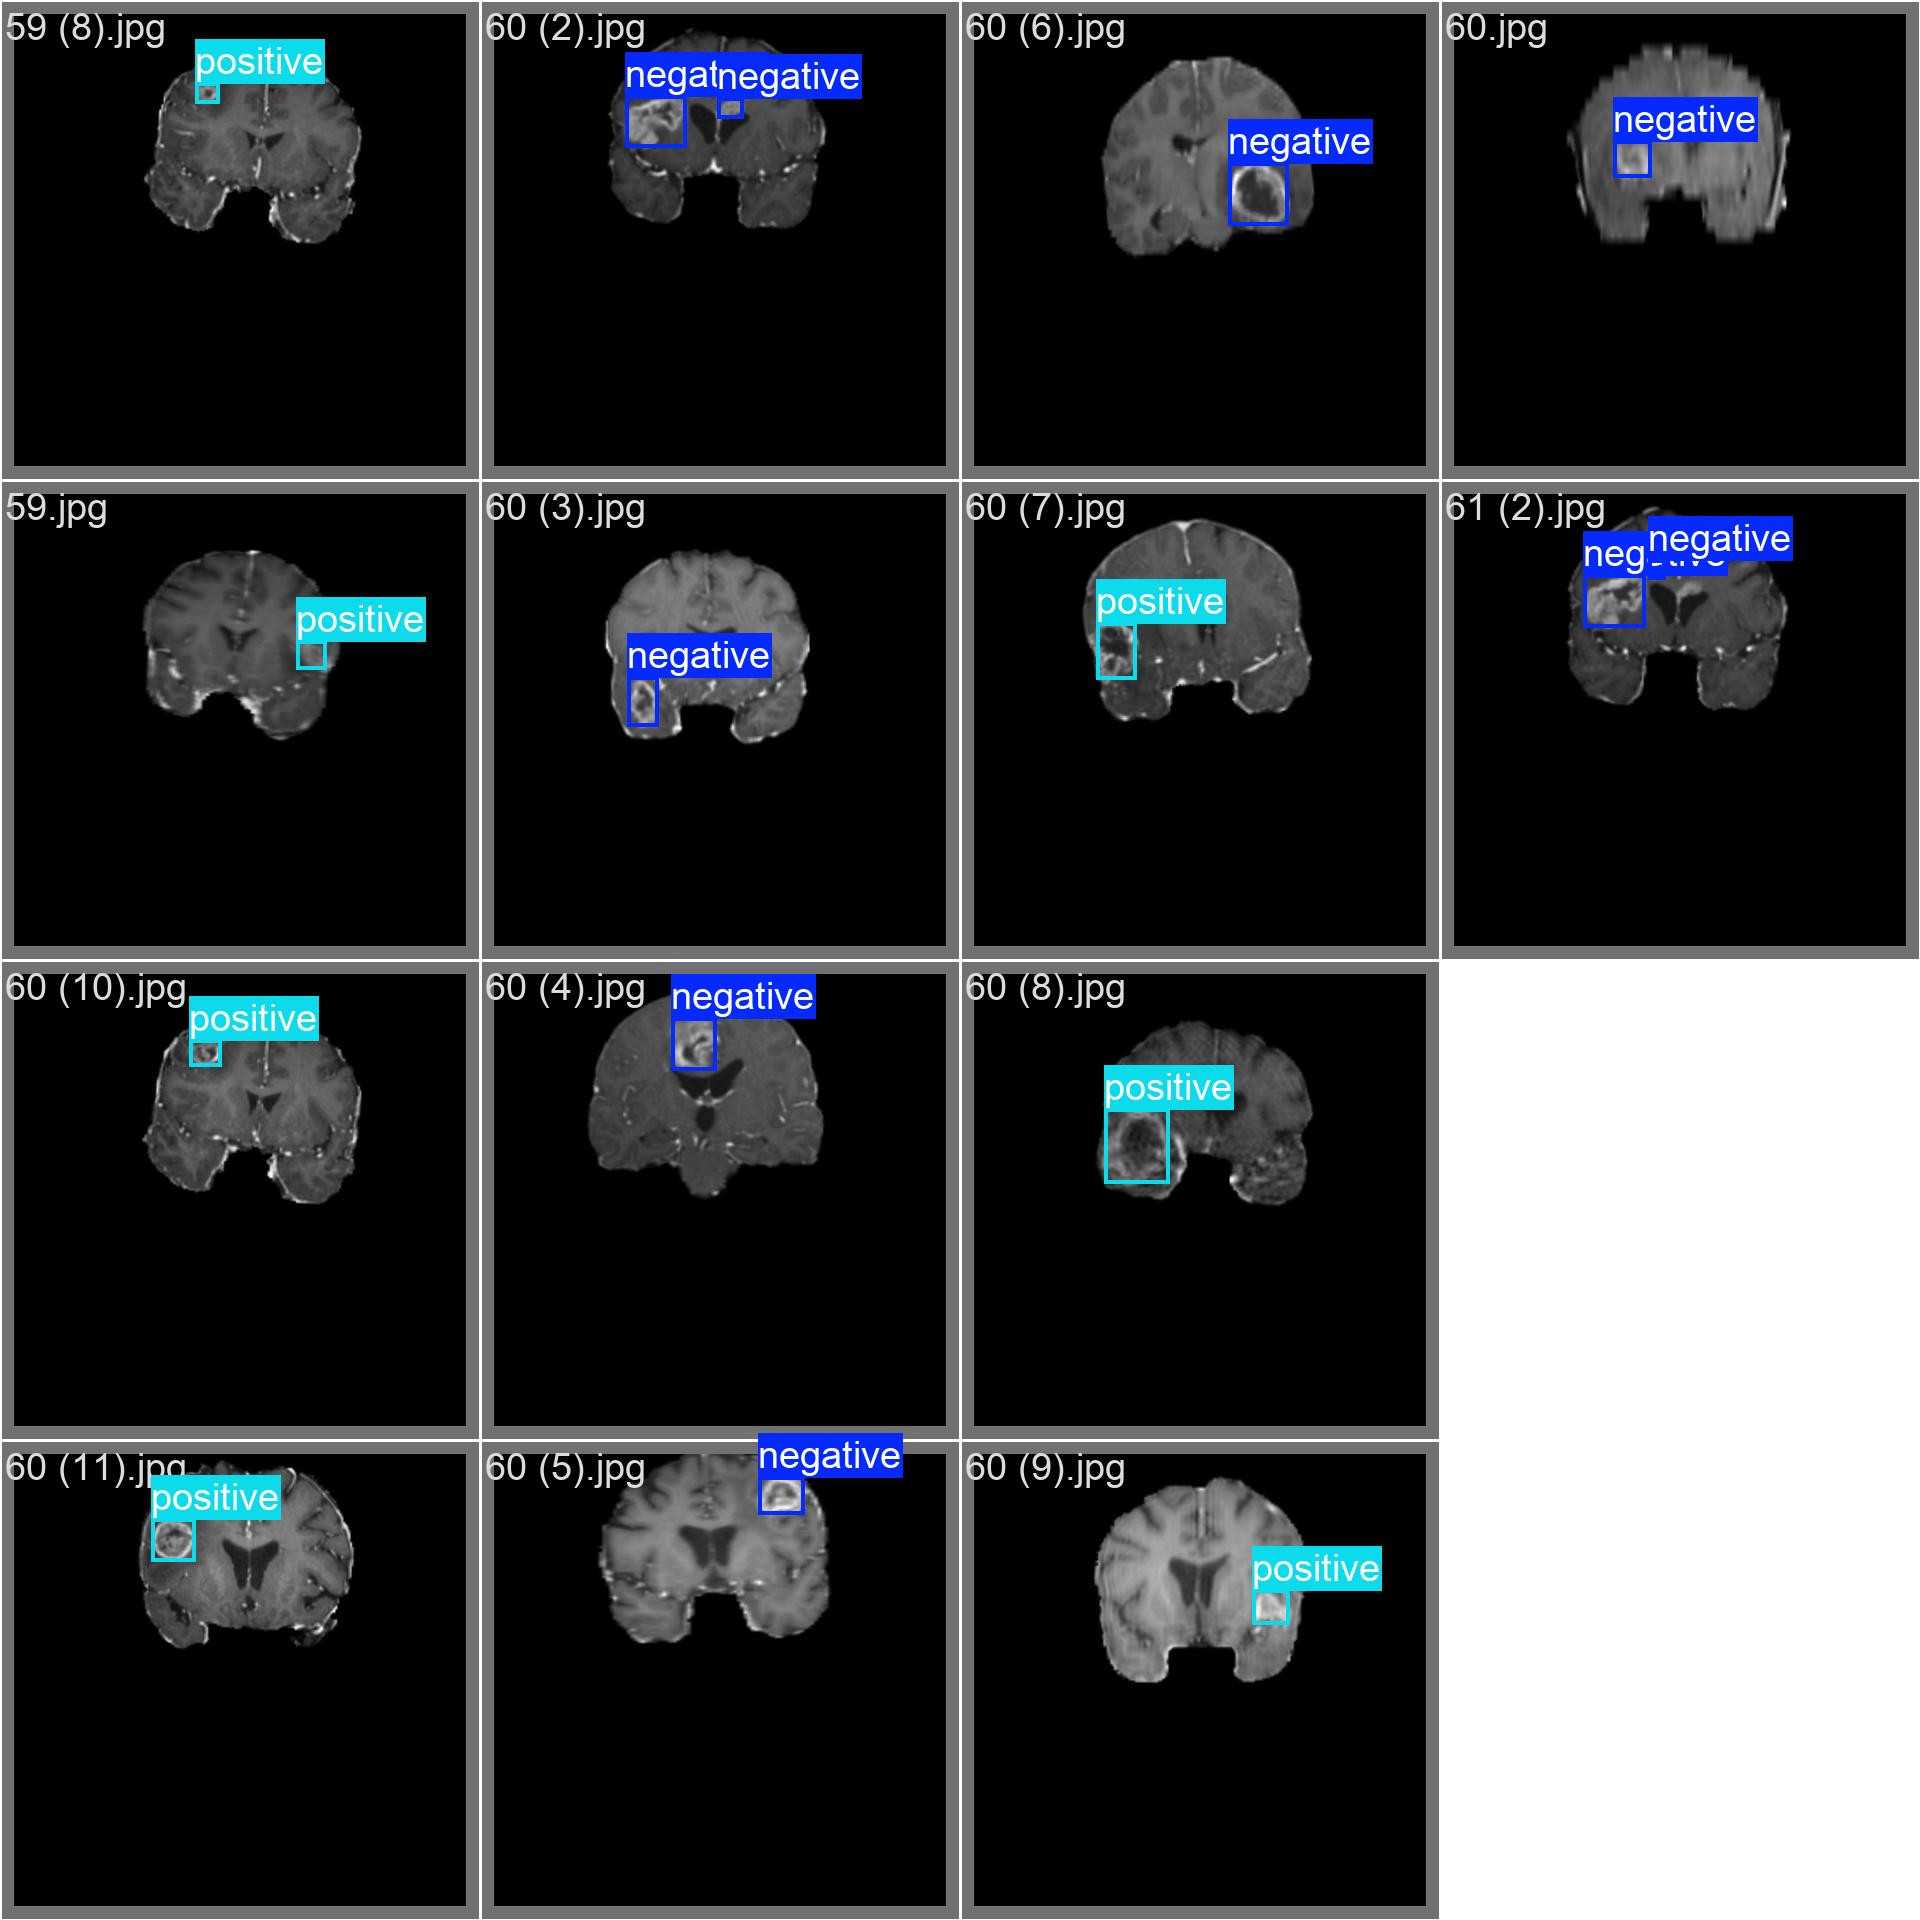 59 (8).jpg
positive
60 (2).jpg
negat
negative
60 (6).jpg
negative
60.jpg
negative
59.jpg
positive
60 (3).jpg
negative
60 (7).jpg
positive
61 (2).jpg
negative
negative
60 (10).jpg
positive
60 (4).jpg
negative
60 (8).jpg
positive
60 (11).jpg
positive
60 (5).jpg
negative
60 (9).jpg
positive